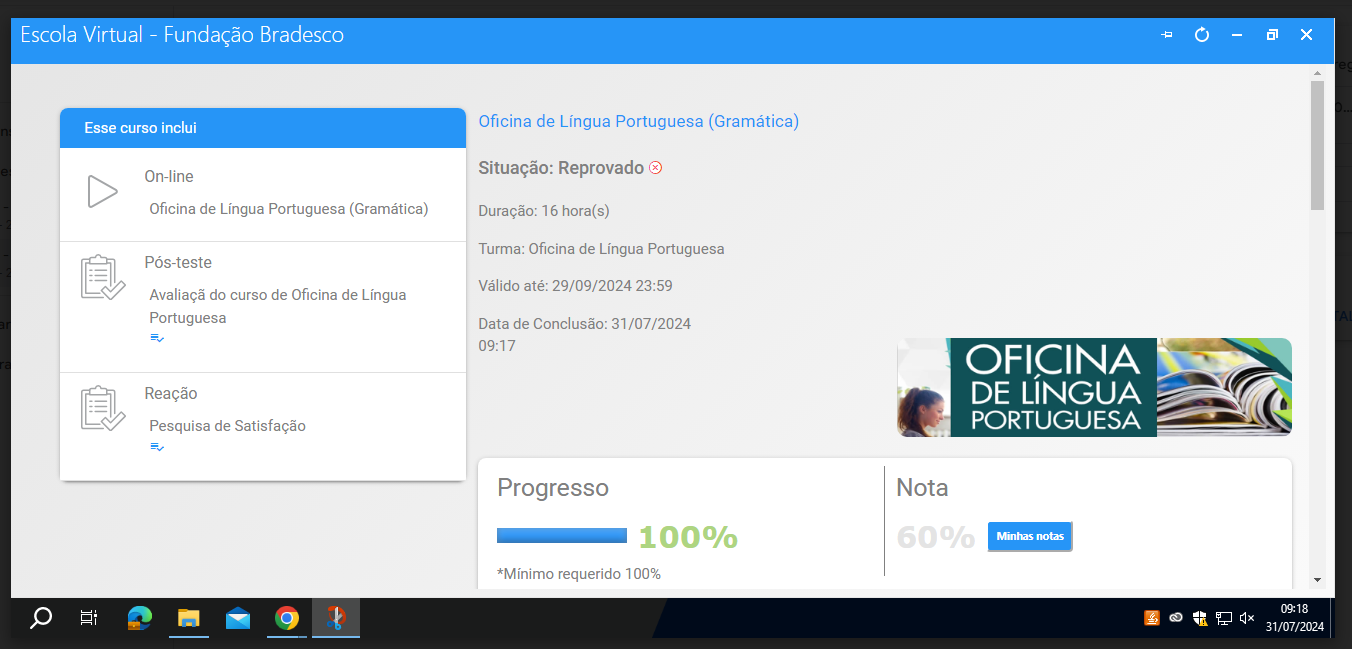 Escola Virtual - Fundação Bradesco
Esse curso inclui
On-line
Oficina de Língua Portuguesa (Gramática)
Pós-teste
Avaliaçã do curso de Oficina de Língua
Portuguesa
Reação
Pesquisa de Satisfação
Oficina de Língua Portuguesa (Gramática)
Situação: Reprovado
Duração: 16 hora(s)
Turma: Oficina de Língua Portuguesa
Válido até: 29/09/2024 23:59
Data de Conclusão: 31/07/2024
09:17
OFICINA
DE LÍNGUA
PORTUGUESA
Progresso
100%
*Mínimo requerido 100%
Nota
60%
Minhas notas
09:18
31/07/2024